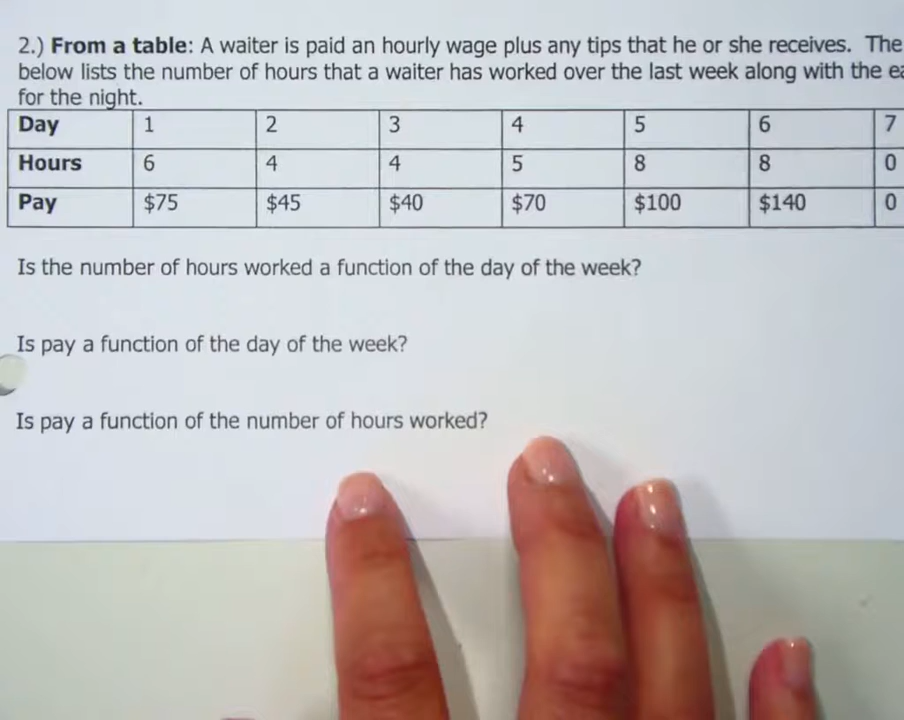 2.) From a table: A waiter is paid an hourly wage plus any tips that he or she receives. The
below lists the number of hours that a waiter has worked over the last week along with the
for the night.
Day 1 2 3 4 5 6 7
Hours 6 4 4 5 8 8 0
Pay $75 $45 $40 $70 $100 $140 0
Is the number of hours worked a function of the day of the week?
Is pay a function of the day of the week?
Is pay a function of the number of hours worked?